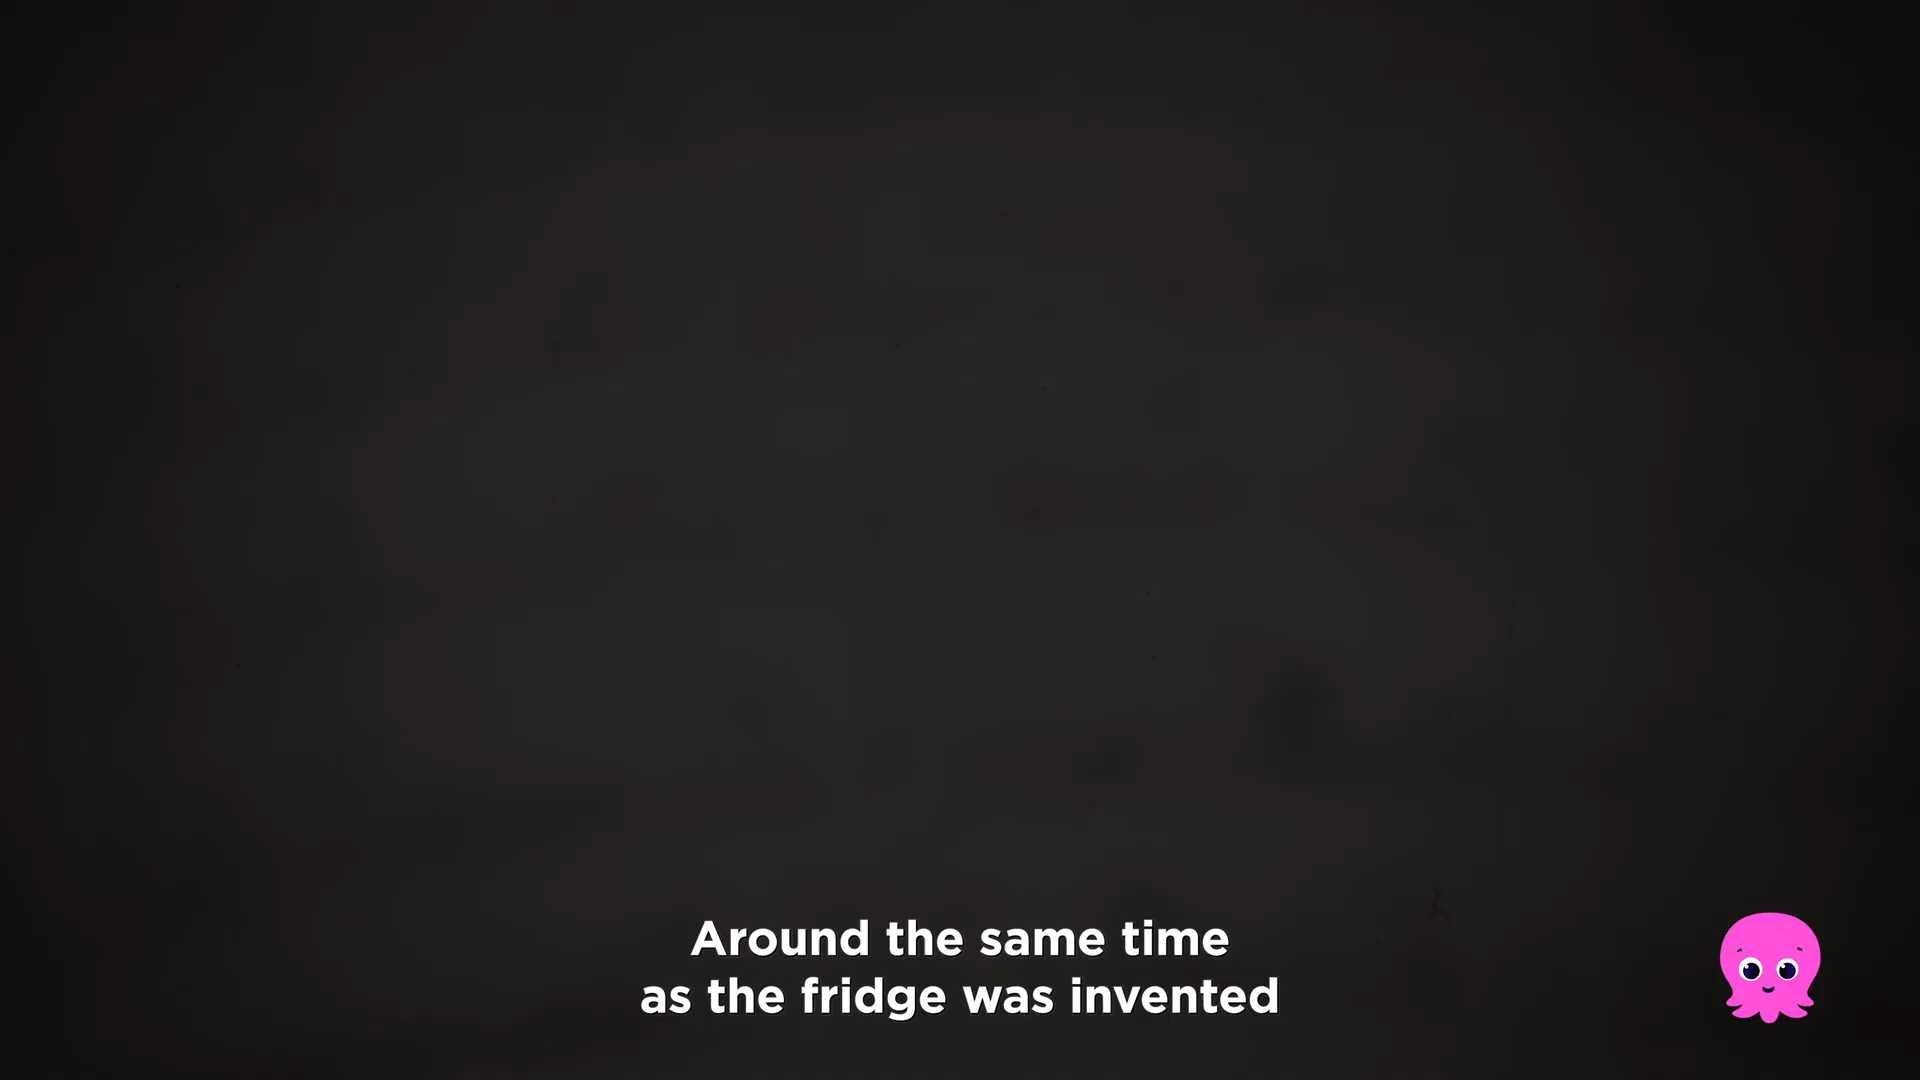 Around the same time
as the fridge was invented